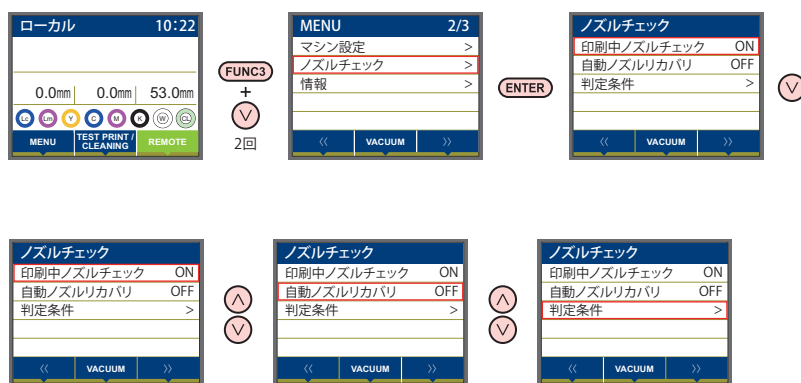 ローカル 10:22
0.0mm 0.0mm 53.0mm
Lc Lm Y C M K W CL
MENU TEST PRINT / CLEANING REMOTE
FUNC3
+
2回
MENU 2/3
マシン設定 >
ノズルチェック >
情報 >
<< VACUUM >>
ENTER
ノズルチェック
印刷中ノズルチェック ON
自動ノズルリカバリ OFF
判定条件 >
<< VACUUM >>
ノズルチェック
印刷中ノズルチェック ON
自動ノズルリカバリ OFF
判定条件 >
<< VACUUM >>
ノズルチェック
印刷中ノズルチェック ON
自動ノズルリカバリ OFF
判定条件 >
<< VACUUM >>
ノズルチェック
印刷中ノズルチェック ON
自動ノズルリカバリ OFF
判定条件 >
<< VACUUM >>